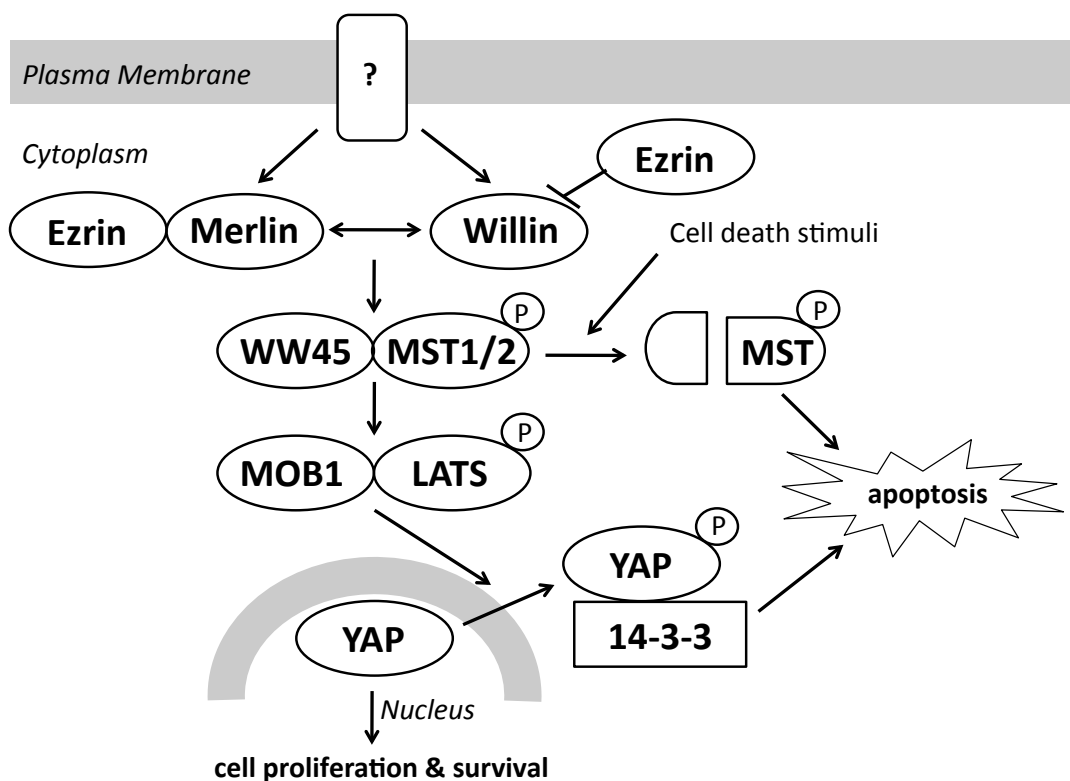 ?
Plasma Membrane
Cytoplasm
Ezrin
Ezrin
Merlin
Willin
Cell death stimuli
P
P
WW45
MST1/2
MST
P
MOB1
LATS
apoptosis
P
YAP
14-3-3
YAP
Nucleus
cell proliferation & survival